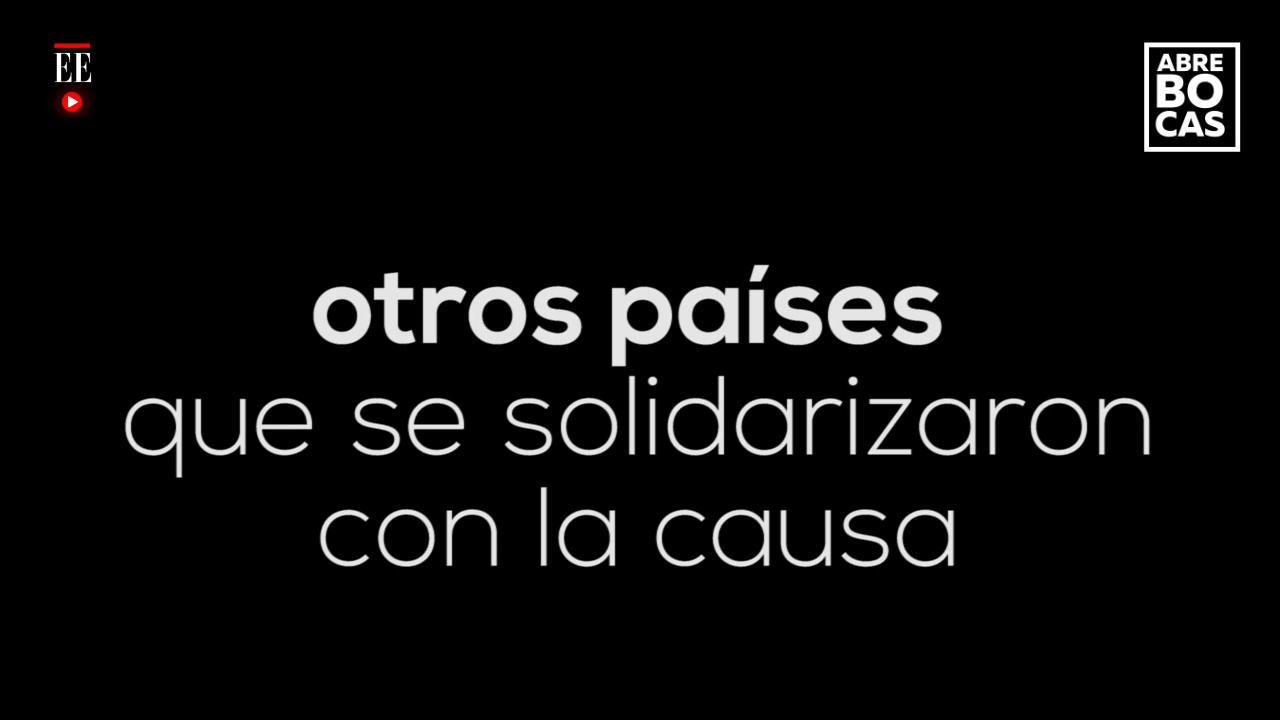 EE
ABRE
BO
CAS
otros países
que se solidarizaron
con la causa